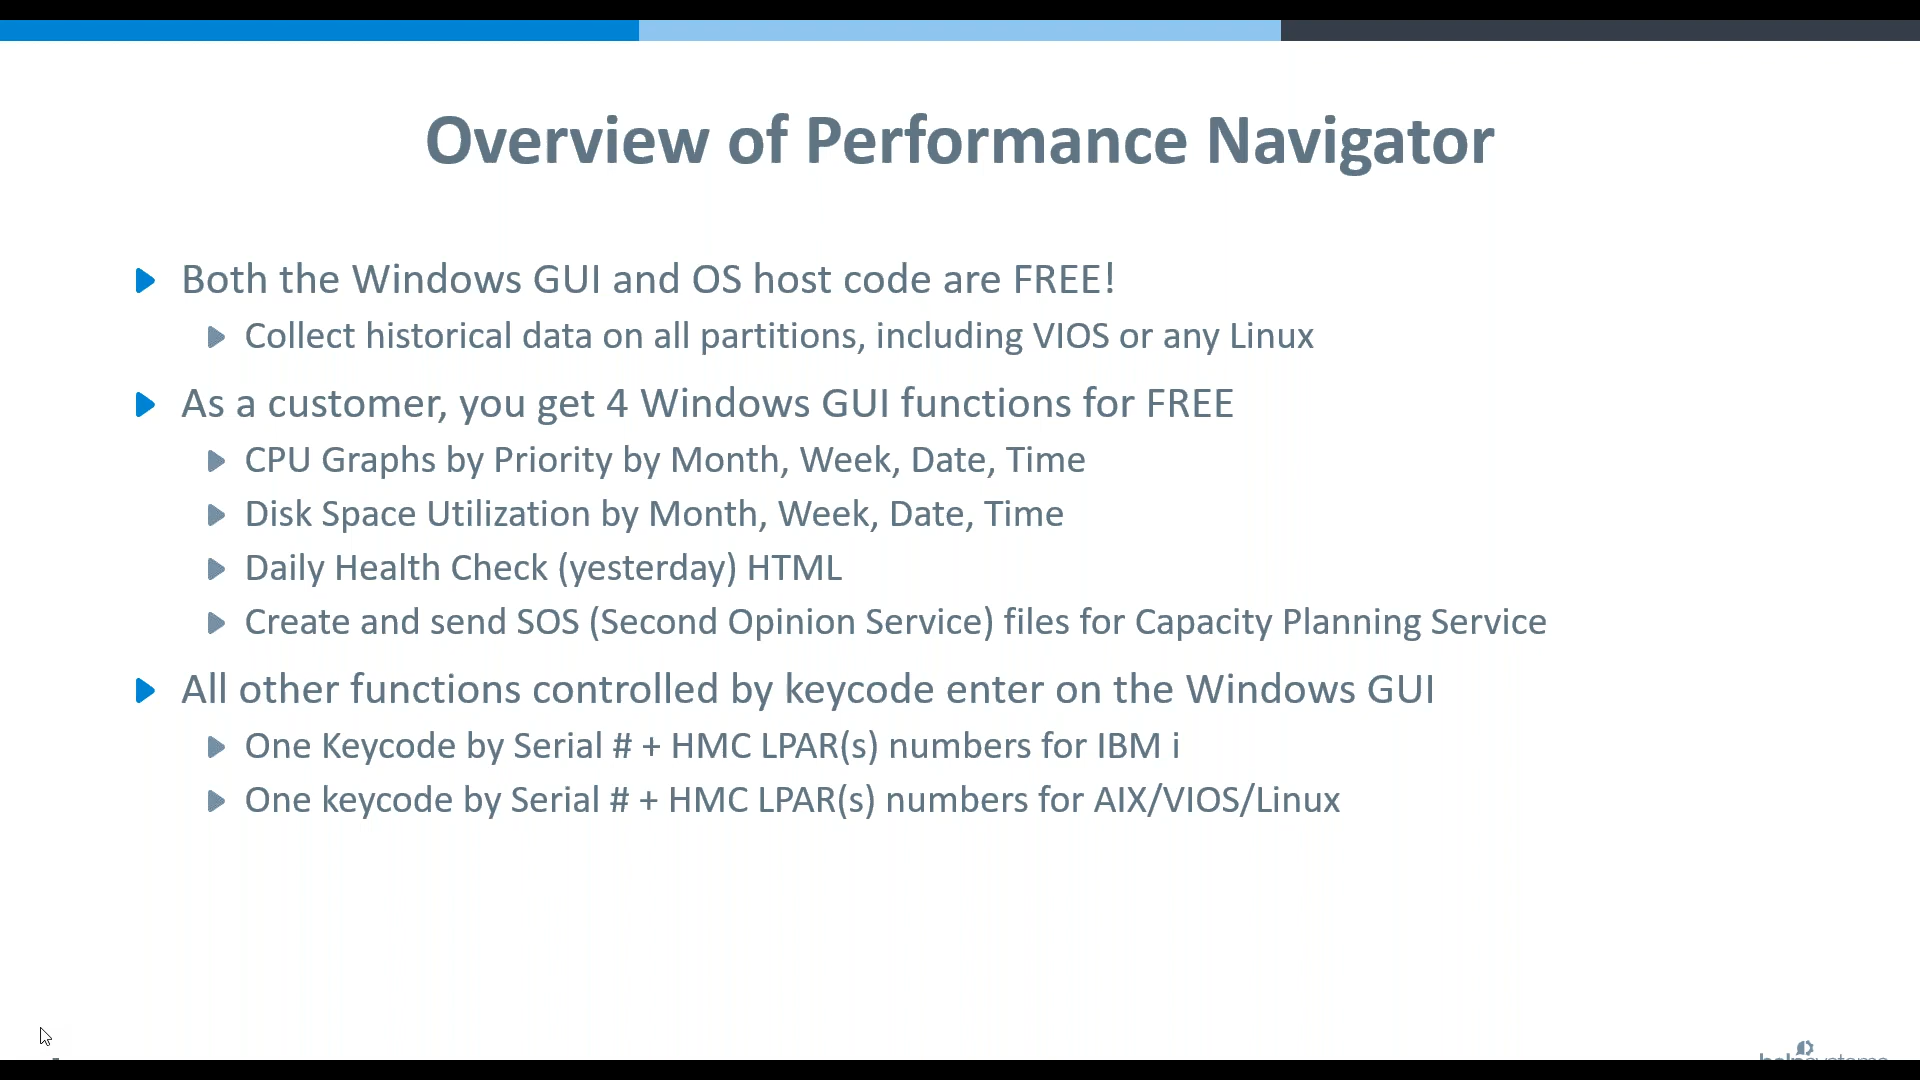 Overview of Performance Navigator
Both the Windows GUI and OS host code are FREE!
Collect historical data on all partitions, including VIOS or any Linux
As a customer, you get 4 Windows GUI functions for FREE
CPU Graphs by Priority by Month, Week, Date, Time
Disk Space Utilization by Month, Week, Date, Time
Daily Health Check (yesterday) HTML
Create and send SOS (Second Opinion Service) files for Capacity Planning Service
All other functions controlled by keycode enter on the Windows GUI
One Keycode by Serial # + HMC LPAR(s) numbers for IBM i
One keycode by Serial # + HMC LPAR(s) numbers for AIX/VIOS/Linux